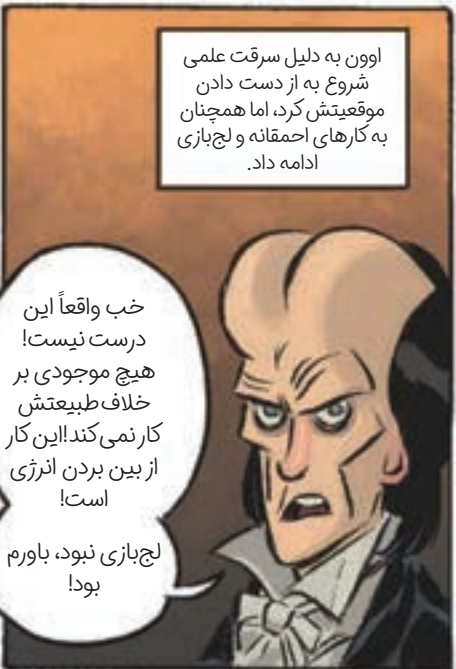 اوون به دلیل سرقت علمی
شروع به از دست دادن
موقعیتش کرد، اما همچنان
به کارهای احمقانه و لج‌بازی
ادامه داد.
خب واقعاً این
درست نیست!
هیچ موجودی بر
خلاف طبیعتش
کار نمی‌کند!این کار
از بین بردن انرژی
است!
لج‌بازی نبود، باورم
بود!